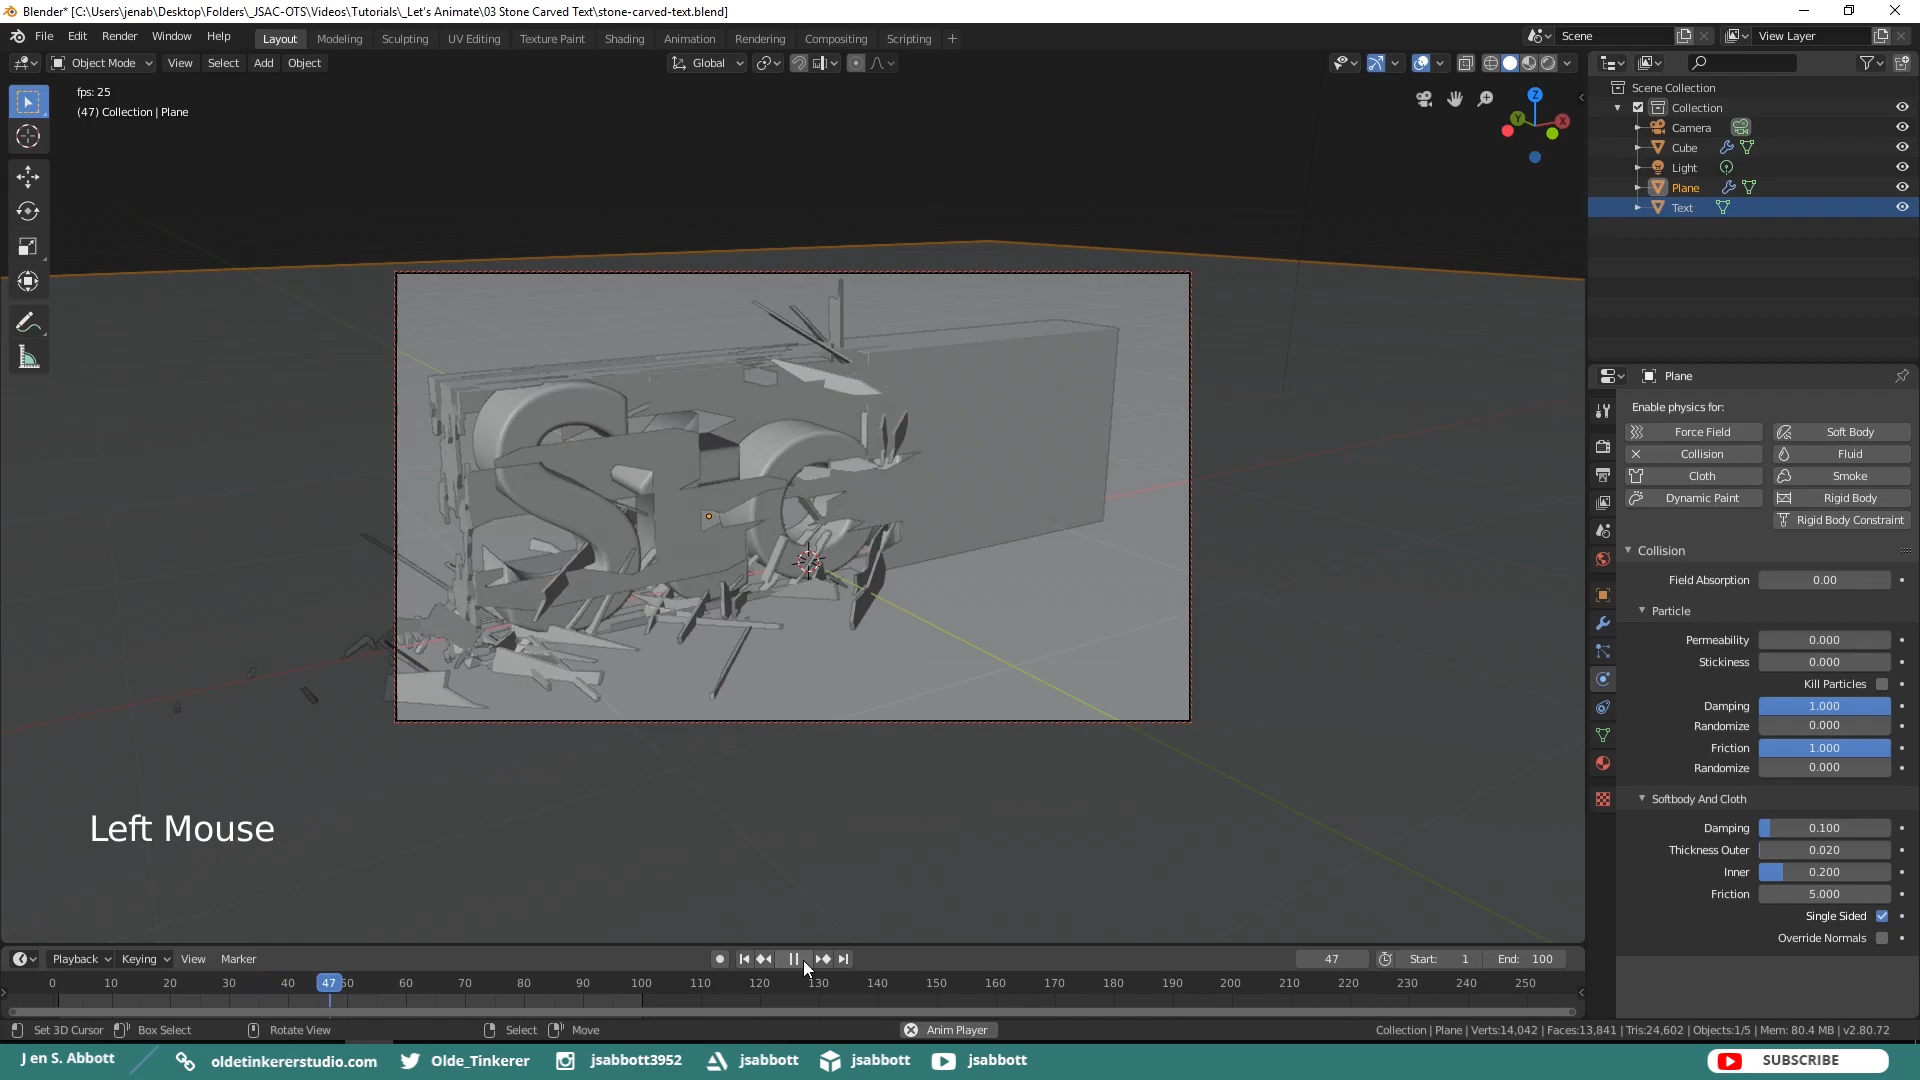 Blender* [C:\Users\jenab\Desktop\Folders\_JSAC-OTS\Videos\Tutorials\_Let's Animate\03 Stone Carved Text\stone-carved-text.blend]
File Edit Render Window Help Layout Modeling Sculpting UV Editing Texture Paint Shading Animation Rendering Compositing Scripting + Scene View Layer
Object Mode View Select Add Object Global
fps: 25
(47) Collection | Plane
Z
Y
X
Scene Collection
Collection
Camera
Cube
Light
Plane
Text
Plane
Enable physics for:
Force Field Soft Body
Collision Fluid
Cloth Smoke
Dynamic Paint Rigid Body
Rigid Body Constraint
Collision
Field Absorption 0.00
Particle
Permeability 0.000
Stickiness 0.000
Kill Particles
Damping 1.000
Randomize 0.000
Friction 1.000
Randomize 0.000
Softbody And Cloth
Damping 0.100
Thickness Outer 0.020
Inner 0.200
Friction 5.000
Single Sided
Override Normals
Left Mouse
Playback Keying View Marker 47 Start: 1 End: 100
0 10 20 30 40 47 50 60 70 80 90 100 110 120 130 140 150 160 170 180 190 200 210 220 230 240 250
Set 3D Cursor Box Select Rotate View Select Move Anim Player Collection | Plane | Verts:14,042 | Faces:13,841 | Tris:24,602 | Objects:1/5 | Mem: 80.4 MB | v2.80.72
J en S. Abbott oldetinkererstudio.com Olde_Tinkerer jsabbott3952 jsabbott jsabbott jsabbott SUBSCRIBE